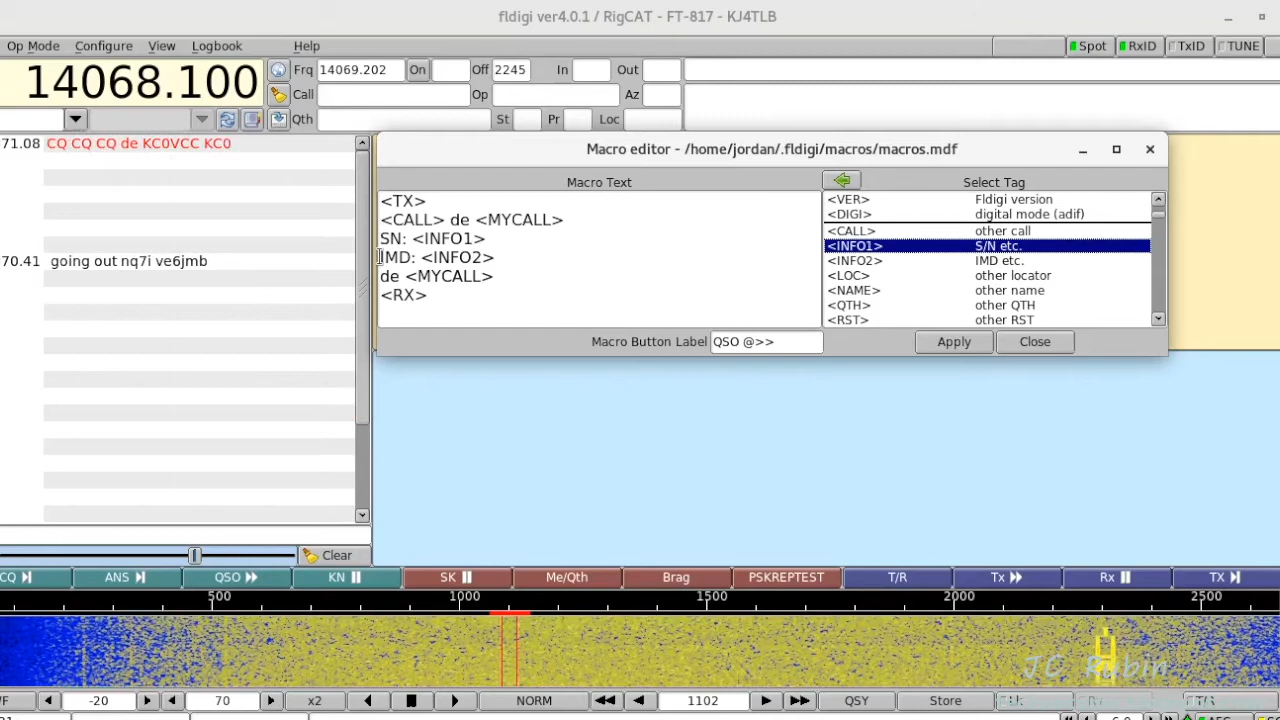 fldigi ver4.0.1 / RigCAT - FT-817 - KJ4TLB
Op Mode Configure View Logbook Help
Spot RxID TxID TUNE
14068.100
Frq 14069.202 On Off 2245 In Out
Call Op Az
Qth St Pr Loc
71.08 CQ CQ CQ de KC0VCC KC0
70.41 going out nq7i ve6jmb
Macro editor - /home/jordan/.fldigi/macros/macros.mdf
Macro Text
<TX>
<CALL> de <MYCALL>
SN: <INFO1>
IMD: <INFO2>
de <MYCALL>
<RX>
Select Tag
<VER> Fldigi version
<DIGI> digital mode (adif)
<CALL> other call
<INFO1> S/N etc.
<INFO2> IMD etc.
<LOC> other locator
<NAME> other name
<QTH> other QTH
<RST> other RST
Macro Button Label QSO @>>
Apply Close
Clear
CQ ANS QSO KN SK Me/Qth Brag PSKREPTEST T/R Tx Rx TX
500 1000 1500 2000 2500
JC Rubin
-20 70 x2 NORM 1102 QSY Store